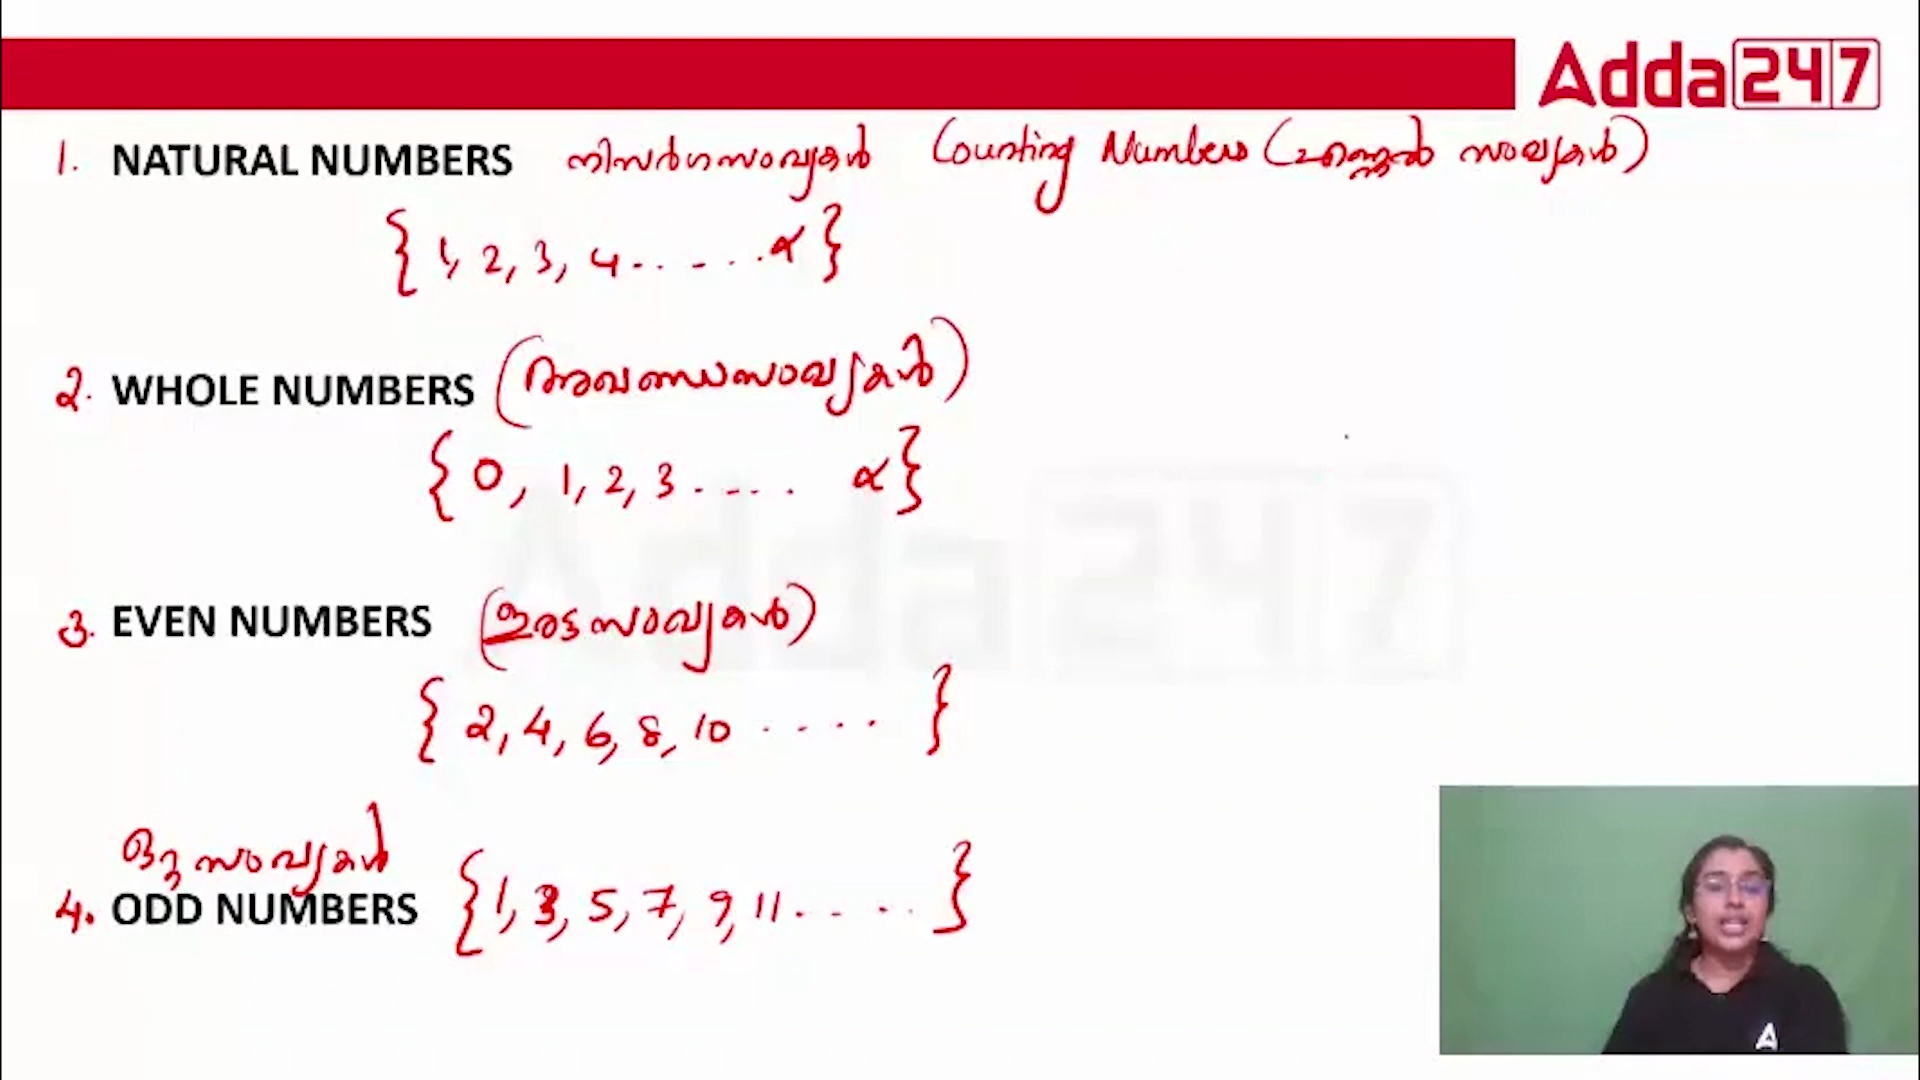 Adda247
1. NATURAL NUMBERS നിസർഗസംഖ്യകൾ Counting Numbers (എണ്ണൽ സംഖ്യകൾ)
{ 1, 2, 3, 4 ...... ∝ }
2. WHOLE NUMBERS (അഖണ്ഡസംഖ്യകൾ)
{ 0, 1, 2, 3 ..... ∝ }
3. EVEN NUMBERS (ഇരട്ടസംഖ്യകൾ)
{ 2, 4, 6, 8, 10 ..... }
ഒറ്റസംഖ്യകൾ
4. ODD NUMBERS { 1, 3, 5, 7, 9, 11 ..... }